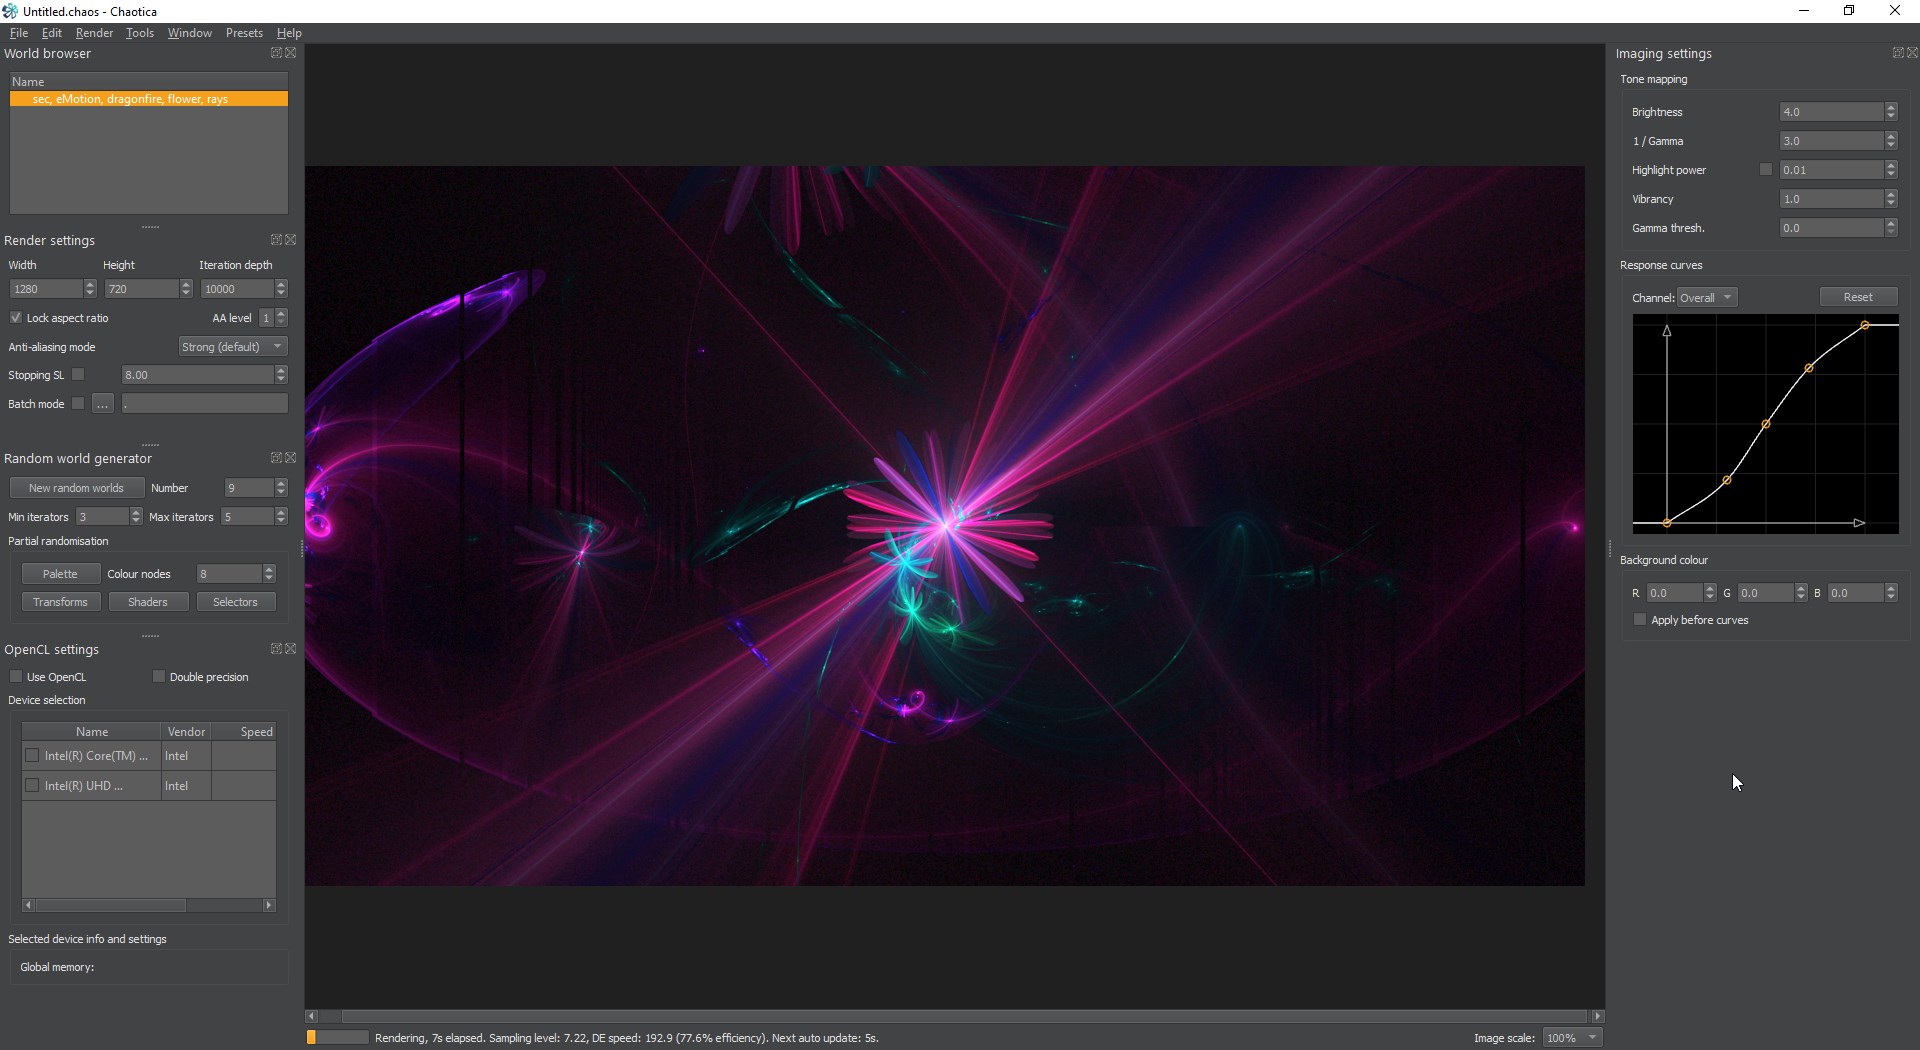 Untitled.chaos - Chaotica
File Edit Render Tools Window Presets Help
World browser
Name
sec, eMotion, dragonfire, flower, rays
Render settings
Width Height Iteration depth
1280 720 10000
Lock aspect ratio AA level 1
Anti-aliasing mode Strong (default)
Stopping SL 8.00
Batch mode ... .
Random world generator
New random worlds Number 9
Min iterators 3 Max iterators 5
Partial randomisation
Palette Colour nodes 8
Transforms Shaders Selectors
OpenCL settings
Use OpenCL Double precision
Device selection
Name Vendor Speed
Intel(R) Core(TM) ... Intel
Intel(R) UHD ... Intel
Selected device info and settings
Global memory:
Rendering, 7s elapsed. Sampling level: 7.22, DE speed: 192.9 (77.6% efficiency). Next auto update: 5s.
Image scale: 100%
Imaging settings
Tone mapping
Brightness 4.0
1 / Gamma 3.0
Highlight power 0.01
Vibrancy 1.0
Gamma thresh. 0.0
Response curves
Channel: Overall Reset
Background colour
R 0.0 G 0.0 B 0.0
Apply before curves